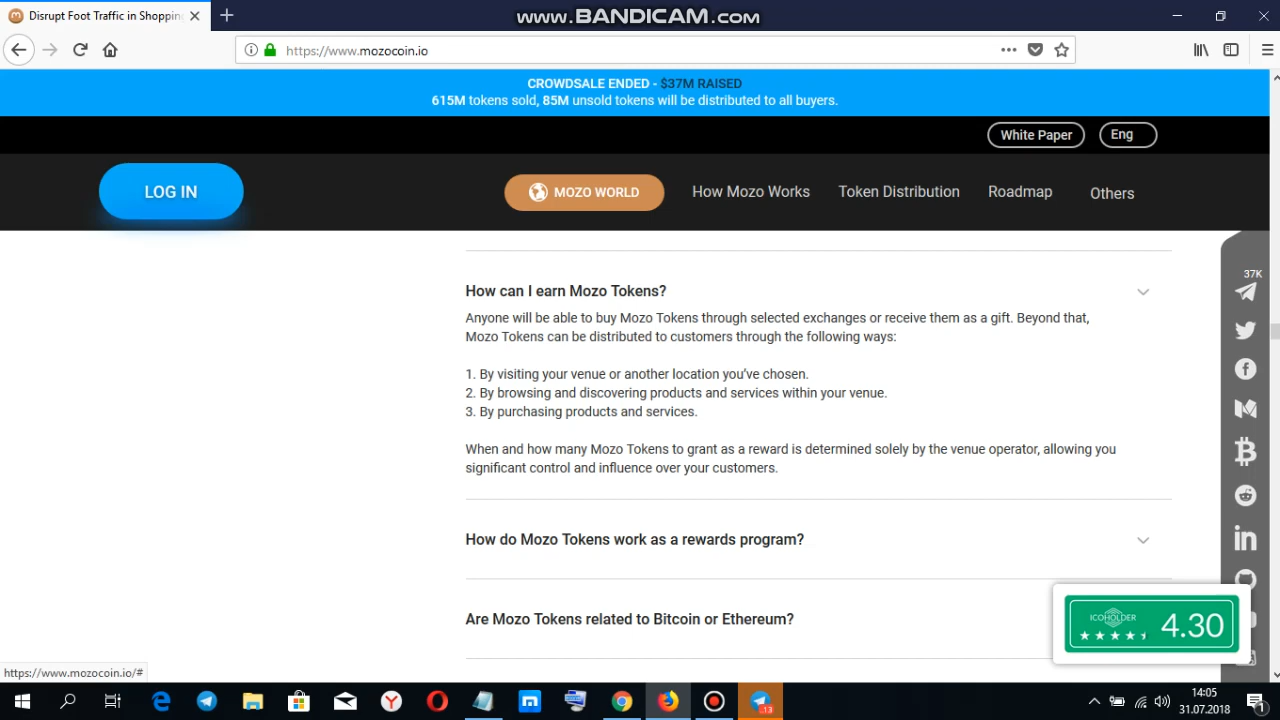 Disrupt Foot Traffic in Shopping
www.BANDICAM.com
https://www.mozocoin.io
CROWDSALE ENDED - $37M RAISED
615M tokens sold, 85M unsold tokens will be distributed to all buyers.
White Paper
Eng
LOG IN
MOZO WORLD
How Mozo Works
Token Distribution
Roadmap
Others
37K
How can I earn Mozo Tokens?
Anyone will be able to buy Mozo Tokens through selected exchanges or receive them as a gift. Beyond that,
Mozo Tokens can be distributed to customers through the following ways:
1. By visiting your venue or another location you've chosen.
2. By browsing and discovering products and services within your venue.
3. By purchasing products and services.
When and how many Mozo Tokens to grant as a reward is determined solely by the venue operator, allowing you
significant control and influence over your customers.
How do Mozo Tokens work as a rewards program?
Are Mozo Tokens related to Bitcoin or Ethereum?
ICOHOLDER
4.30
https://www.mozocoin.io/#
13
14:05
31.07.2018
1